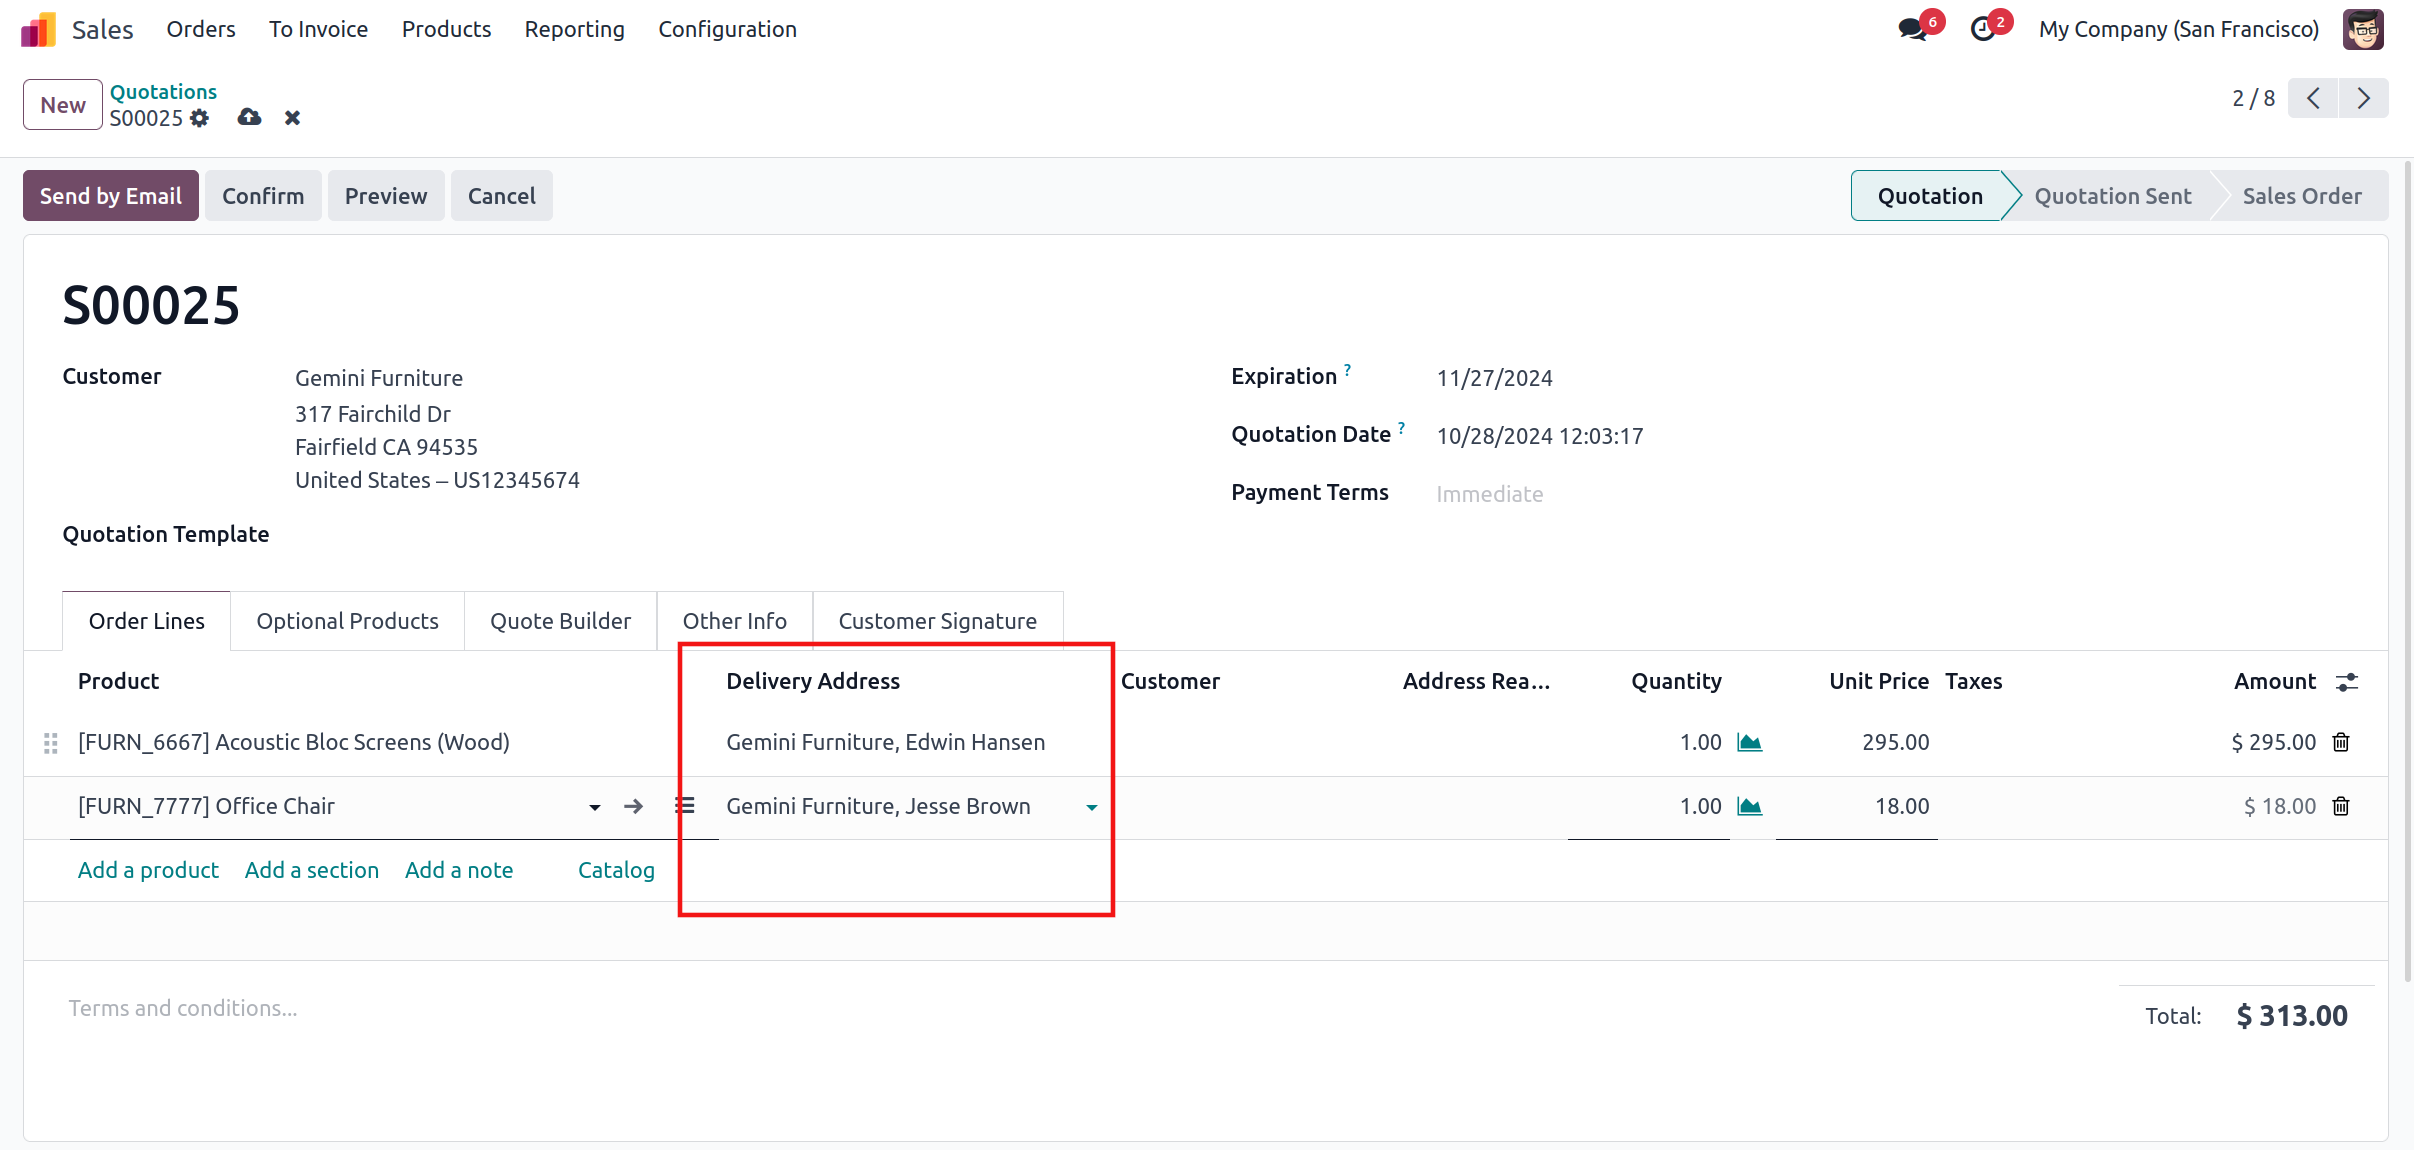 Sales Orders To Invoice Products Reporting Configuration 6 2 My Company (San Francisco)
New Quotations
S00025 2 / 8
Send by Email Confirm Preview Cancel Quotation Quotation Sent Sales Order
S00025
Customer Gemini Furniture Expiration ? 11/27/2024
317 Fairchild Dr
Fairfield CA 94535 Quotation Date ? 10/28/2024 12:03:17
United States – US12345674
Payment Terms Immediate
Quotation Template
Order Lines Optional Products Quote Builder Other Info Customer Signature
Product Delivery Address Customer Address Rea... Quantity Unit Price Taxes Amount
[FURN_6667] Acoustic Bloc Screens (Wood) Gemini Furniture, Edwin Hansen 1.00 295.00 $ 295.00
[FURN_7777] Office Chair Gemini Furniture, Jesse Brown 1.00 18.00 $ 18.00
Add a product Add a section Add a note Catalog
Terms and conditions...
Total: $ 313.00